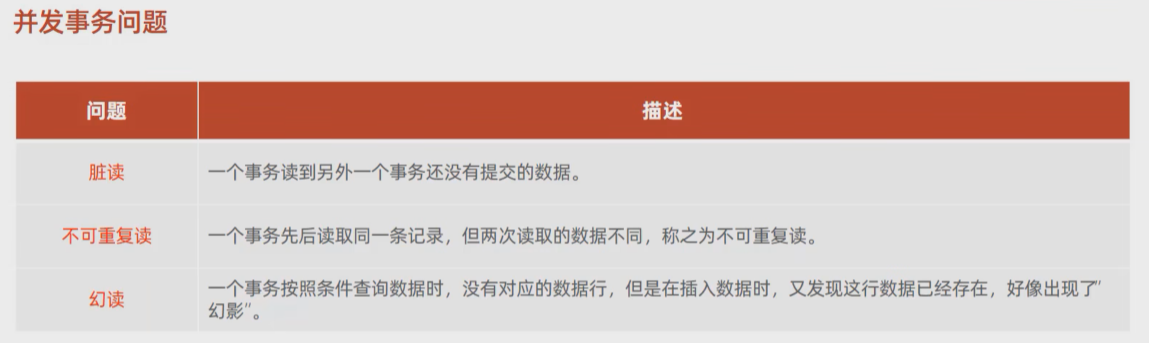 并发事务问题
问题 描述
脏读 一个事务读到另外一个事务还没有提交的数据。
不可重复读 一个事务先后读取同一条记录，但两次读取的数据不同，称之为不可重复读。
幻读 一个事务按照条件查询数据时，没有对应的数据行，但是在插入数据时，又发现这行数据已经存在，好像出现了"
幻影"。